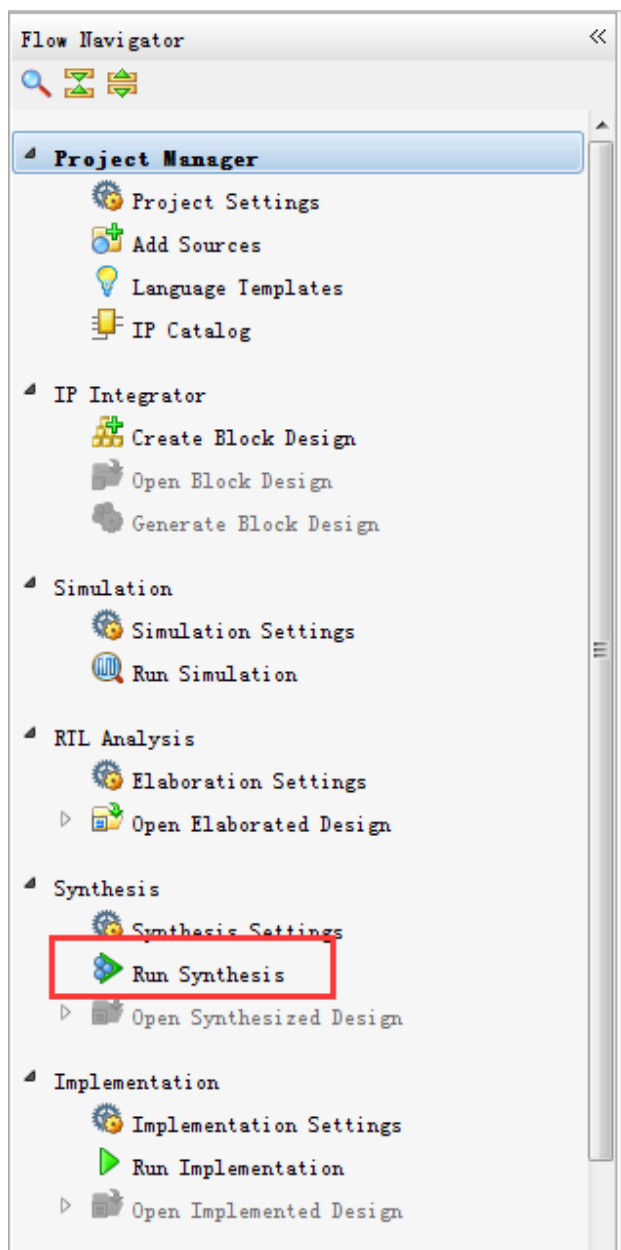 Flow Navigator
Project Manager
Project Settings
Add Sources
Language Templates
IP Catalog
IP Integrator
Create Block Design
Open Block Design
Generate Block Design
Simulation
Simulation Settings
Run Simulation
RTL Analysis
Elaboration Settings
Open Elaborated Design
Synthesis
Synthesis Settings
Run Synthesis
Open Synthesized Design
Implementation
Implementation Settings
Run Implementation
Open Implemented Design